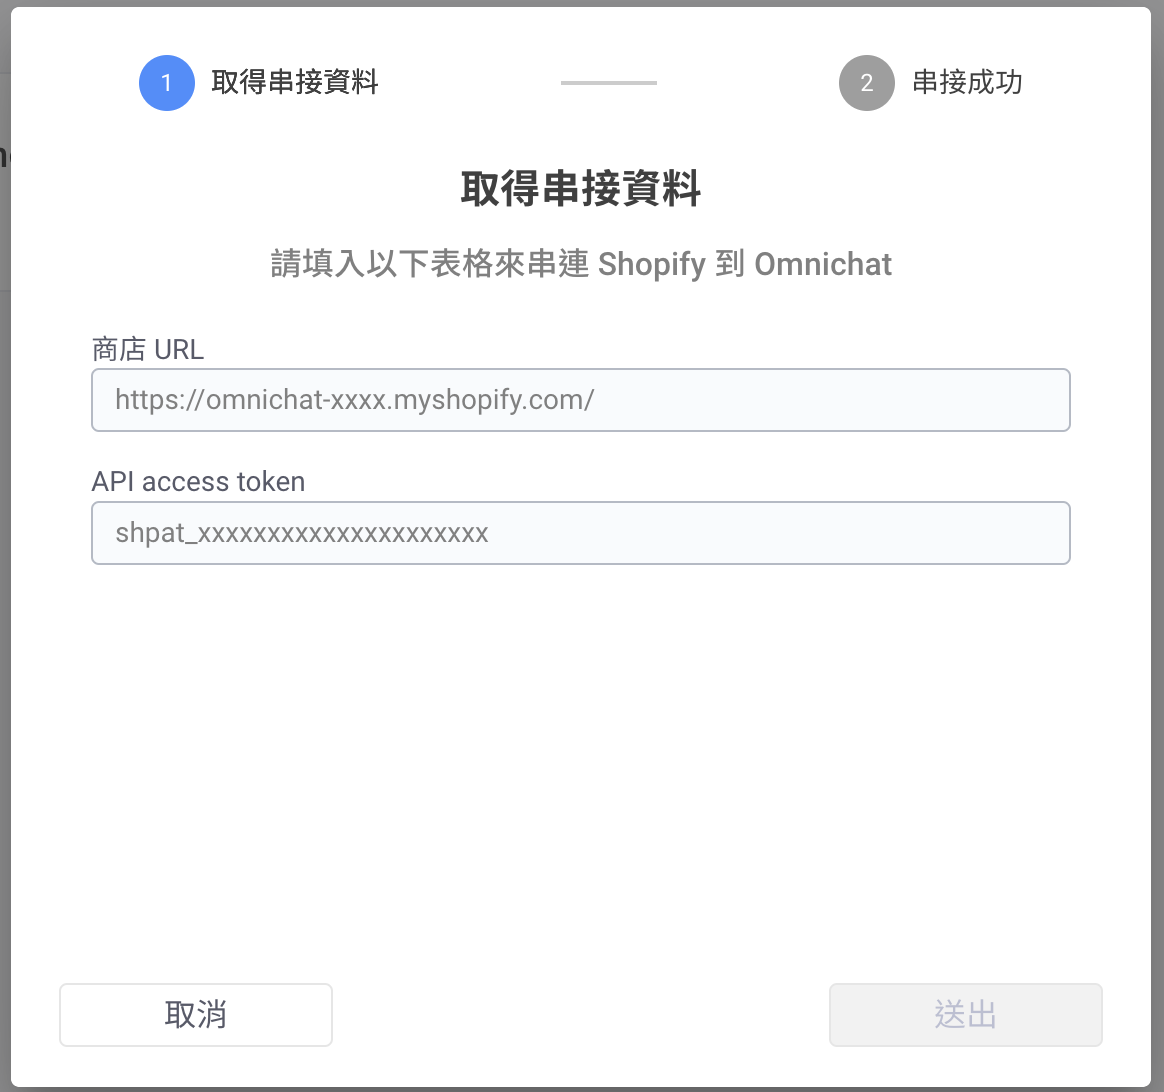 1 取得串接資料
2 串接成功
取得串接資料
請填入以下表格來串連 Shopify 到 Omnichat
商店 URL
https://omnichat-xxxx.myshopify.com/
API access token
shpat_xxxxxxxxxxxxxxxxxxxxx
取消
送出